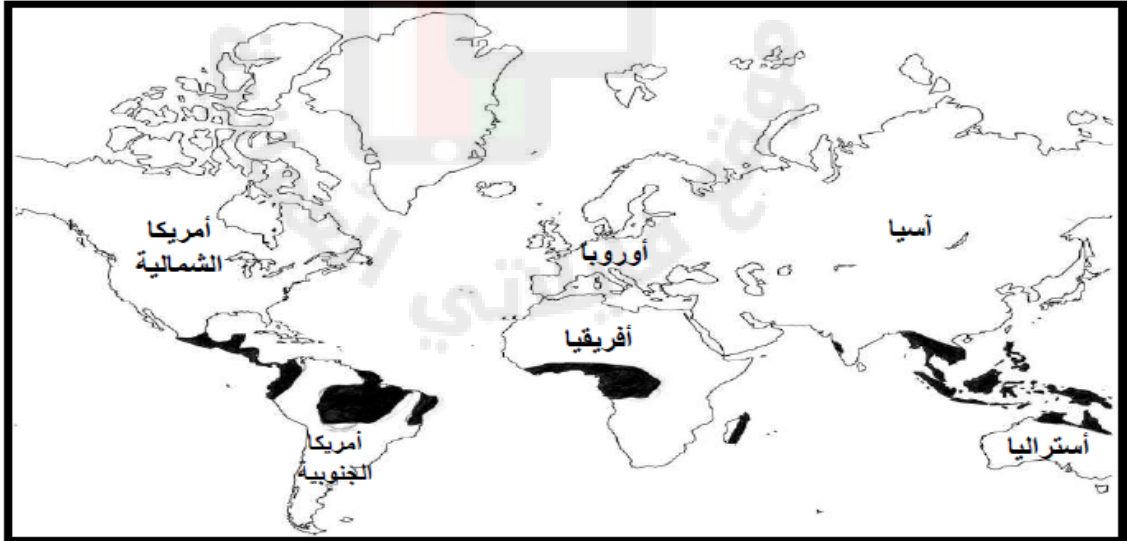 أمريكا
الشمالية
أوروبا
آسيا
أفريقيا
أمريكا
الجنوبية
أستراليا